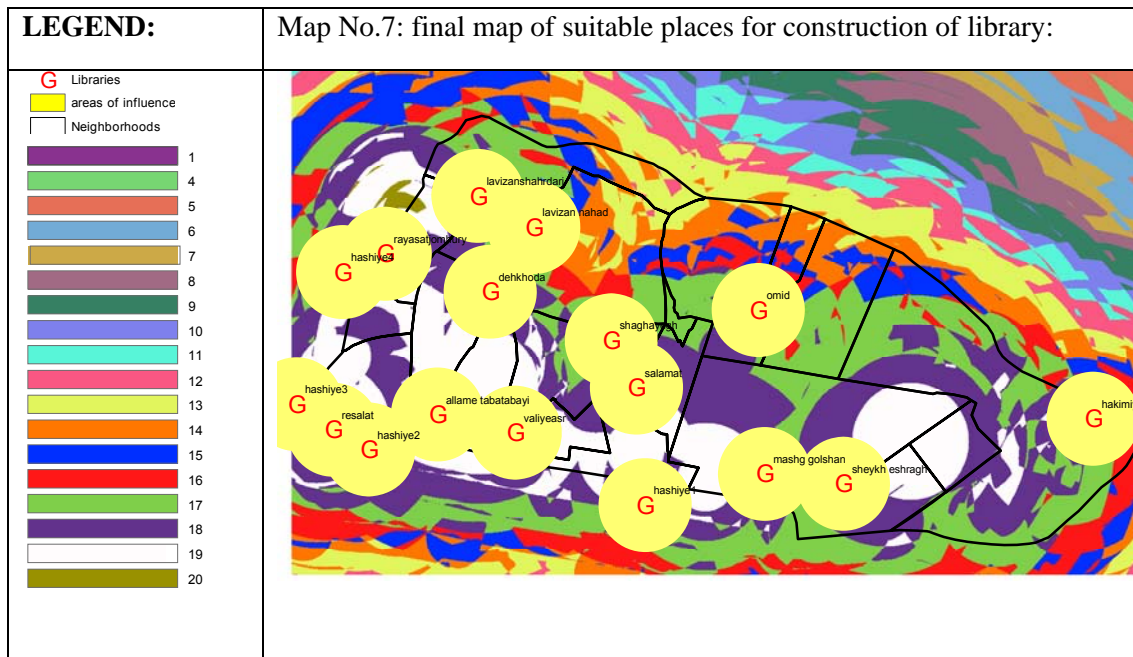 LEGEND:
Map No.7: final map of suitable places for construction of library:
G Libraries
areas of influence
Neighborhoods
1
4
5
6
7
8
9
10
11
12
13
14
15
16
17
18
19
20
G lavizanshahrdari
G lavizan nahad
G rayasatjomhury
G hashiye4
G dehkhoda
G omid
G shaghayegh
G salamat
G hashiye3
G resalat
G hashiye2
G allame tabatabayi
G valiyeasr
G hakimi
G mashg golshan
G sheykh eshragh
G hashiye1